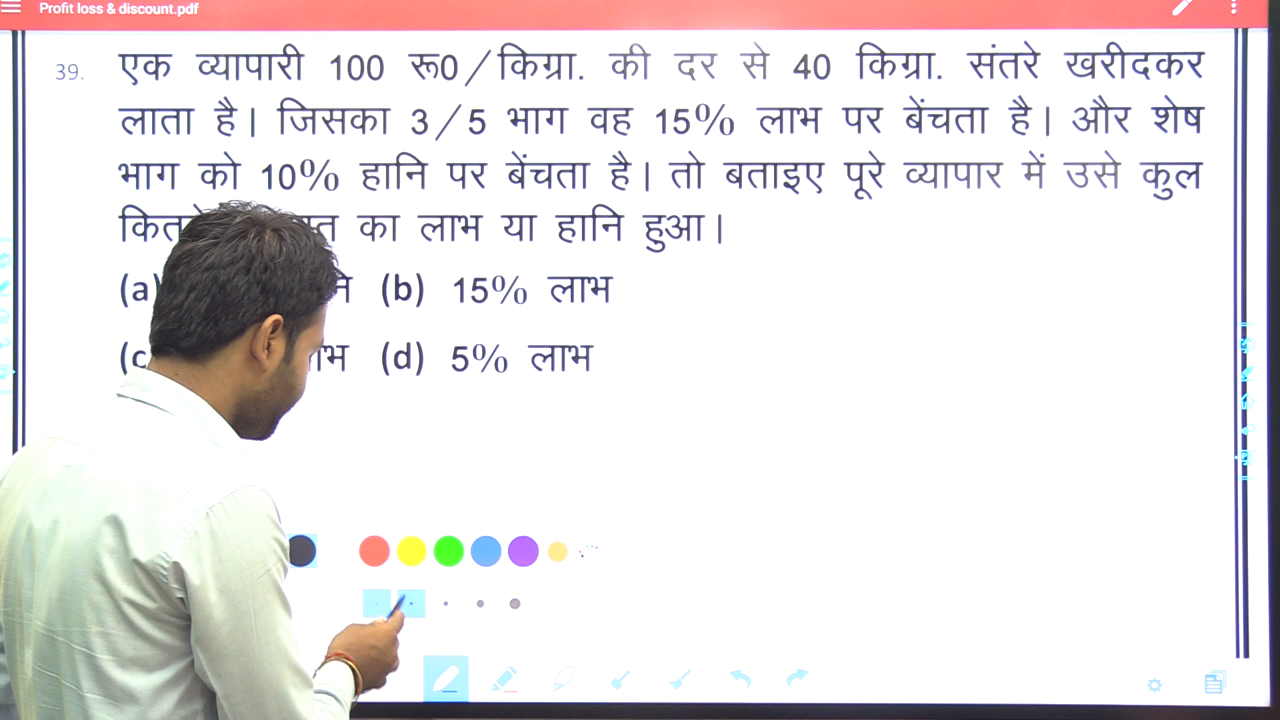 Profit loss & discount.pdf
39. एक व्यापारी 100 रू0/किग्रा. की दर से 40 किग्रा. संतरे खरीदकर
लाता है। जिसका 3/5 भाग वह 15% लाभ पर बेंचता है। और शेष
भाग को 10% हानि पर बेंचता है। तो बताइए पूरे व्यापार में उसे कुल
का लाभ या हानि हुआ।
(a) (b) 15% लाभ
(d) 5% लाभ